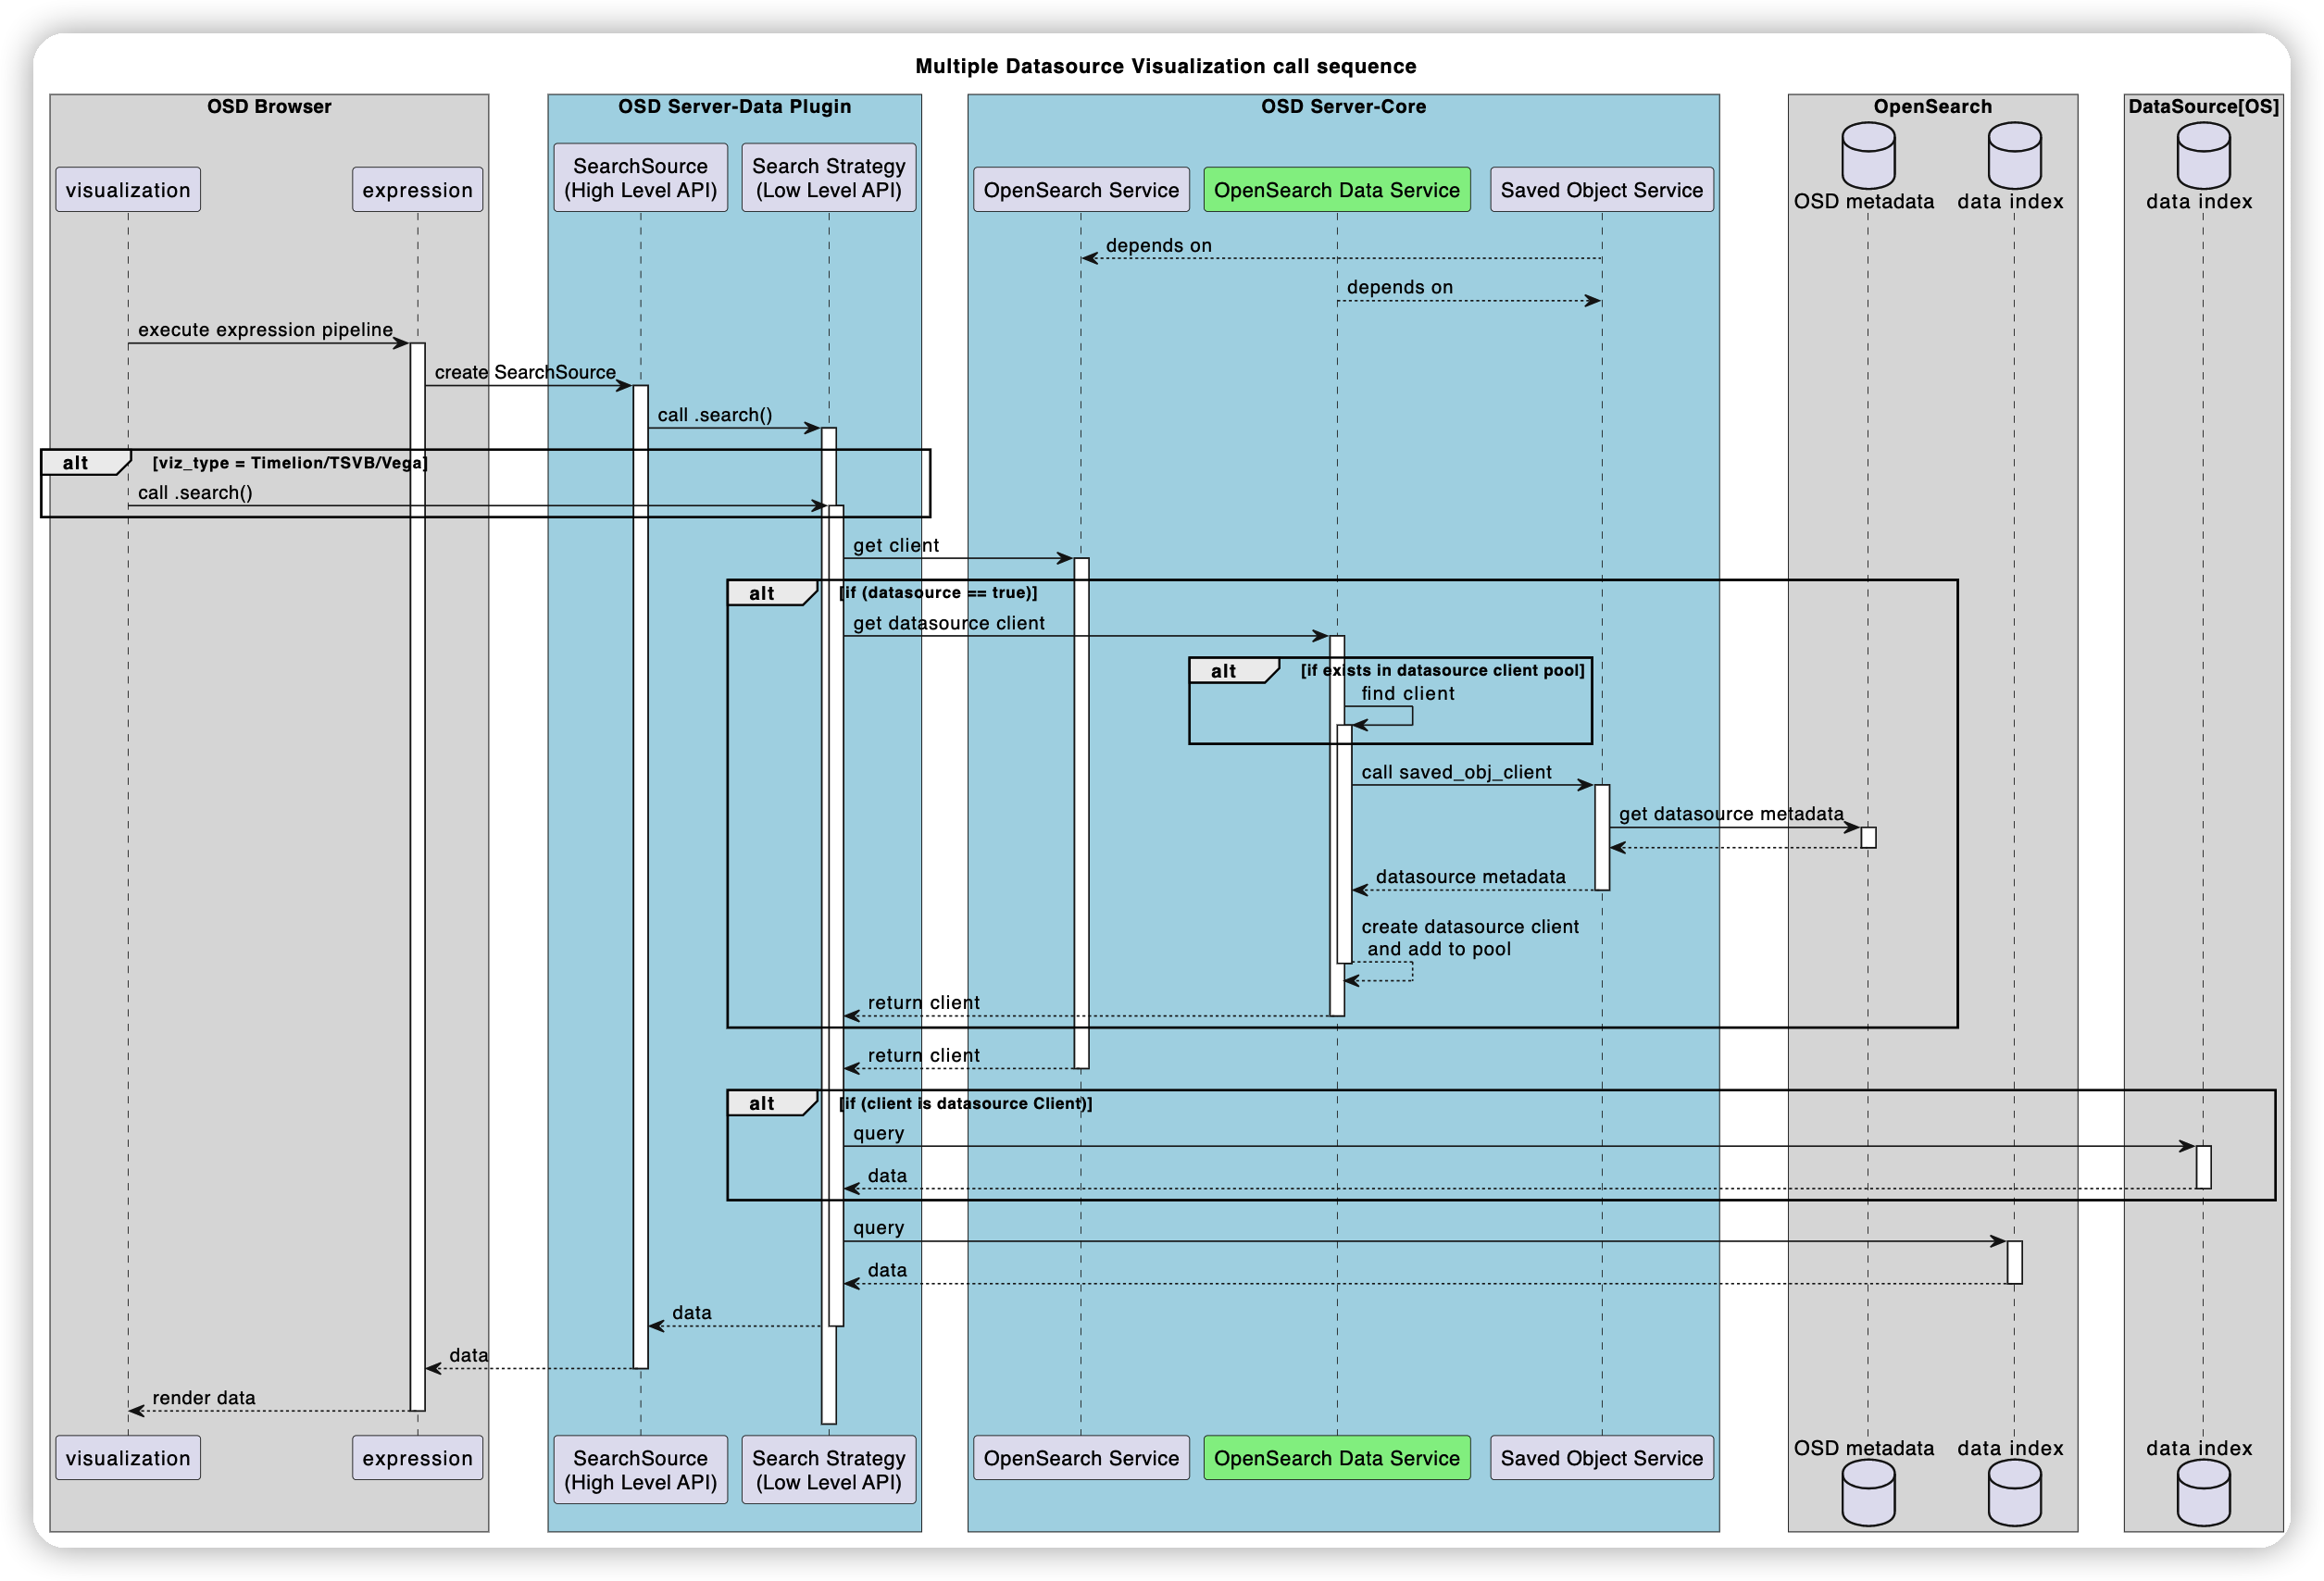 Multiple Datasource Visualization call sequence
OSD Browser
OSD Server-Data Plugin
OSD Server-Core
OpenSearch
DataSource[OS]
visualization
expression
SearchSource
(High Level API)
Search Strategy
(Low Level API)
OpenSearch Service
OpenSearch Data Service
Saved Object Service
OSD metadata
data index
data index
depends on
depends on
execute expression pipeline
create SearchSource
call .search()
alt
[viz_type = Timelion/TSVB/Vega]
call .search()
get client
alt
[if (datasource == true)]
get datasource client
alt
[if exists in datasource client pool]
find client
call saved_obj_client
get datasource metadata
datasource metadata
create datasource client
and add to pool
return client
return client
alt
[if (client is datasource Client)]
query
data
query
data
data
data
render data
visualization
expression
SearchSource
(High Level API)
Search Strategy
(Low Level API)
OpenSearch Service
OpenSearch Data Service
Saved Object Service
OSD metadata
data index
data index